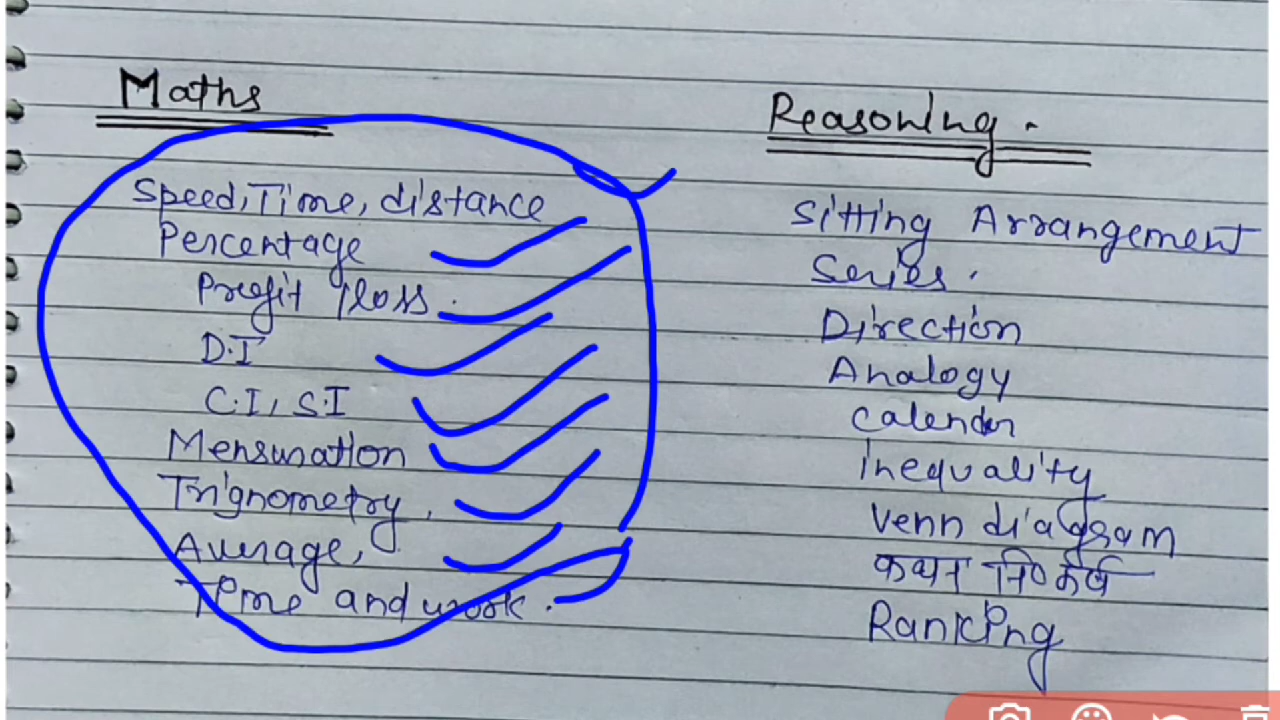 Maths
Speed, Time, distance
Percentage
Profit / loss.
D.I
C.I, S.I
Mensuration
Trignometry,
Average,
Time and work.
Reasoning.
Sitting Arrangement
Series.
Direction
Analogy
Calender
inequality
Venn diagram
कथन निष्कर्ष
Ranking